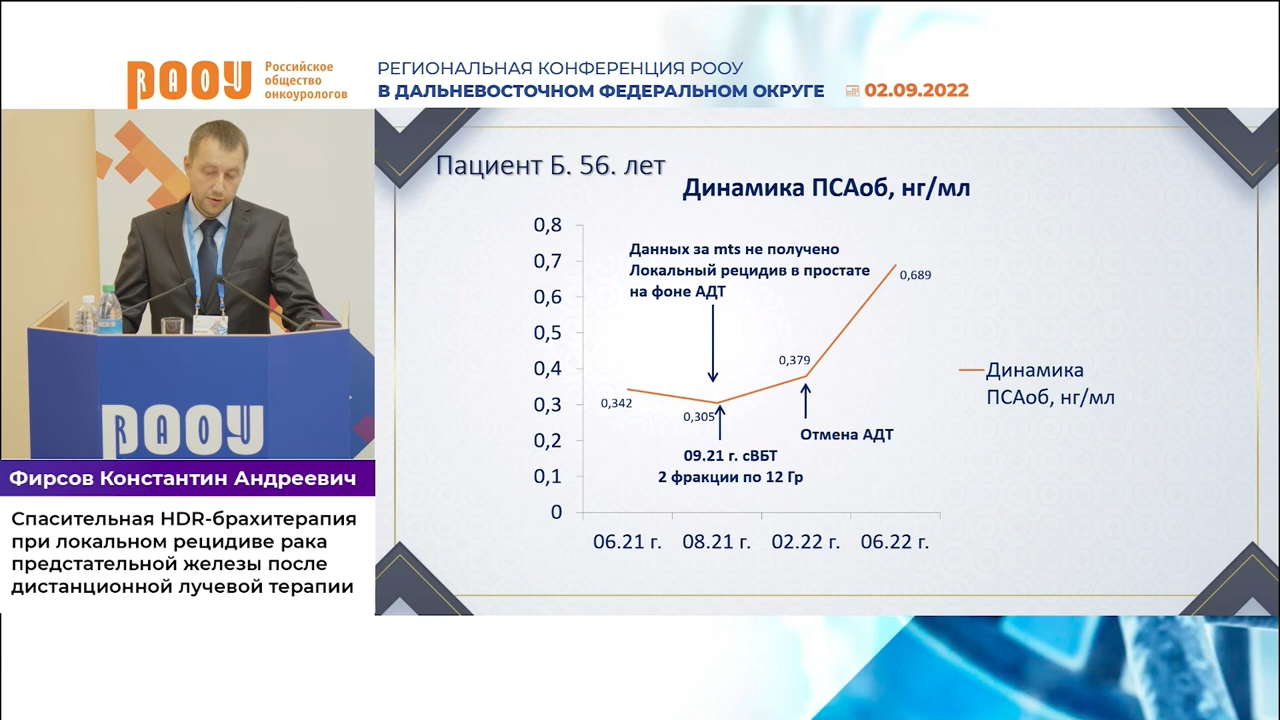 РООУ
Российское
общество
онкоурологов
РЕГИОНАЛЬНАЯ КОНФЕРЕНЦИЯ РООУ
В ДАЛЬНЕВОСТОЧНОМ ФЕДЕРАЛЬНОМ ОКРУГЕ
02.09.2022
РООУ
Фирсов Константин Андреевич
Спасительная HDR-брахитерапия
при локальном рецидиве рака
предстательной железы после
дистанционной лучевой терапии
Пациент Б. 56. лет
Динамика ПСАоб, нг/мл
0,8
0,7
0,6
0,5
0,4
0,3
0,2
0,1
0
Данных за mts не получено
Локальный рецидив в простате
на фоне АДТ
0,342
0,305
0,379
0,689
09.21 г. сВБТ
2 фракции по 12 Гр
Отмена АДТ
06.21 г.
08.21 г.
02.22 г.
06.22 г.
Динамика
ПСАоб, нг/мл